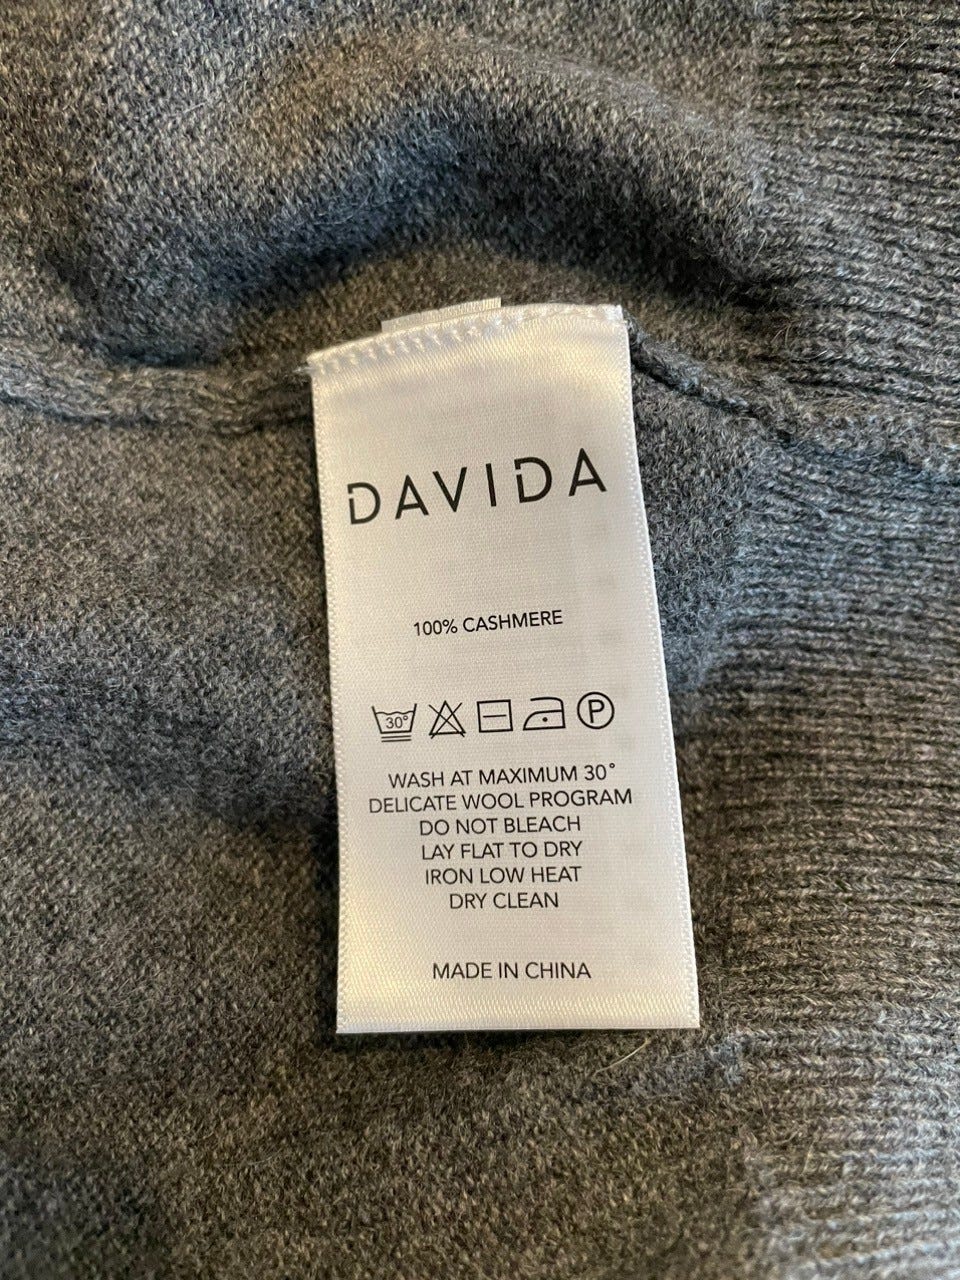 DAVIDA
100% CASHMERE
30° P
WASH AT MAXIMUM 30°
DELICATE WOOL PROGRAM
DO NOT BLEACH
LAY FLAT TO DRY
IRON LOW HEAT
DRY CLEAN
MADE IN CHINA